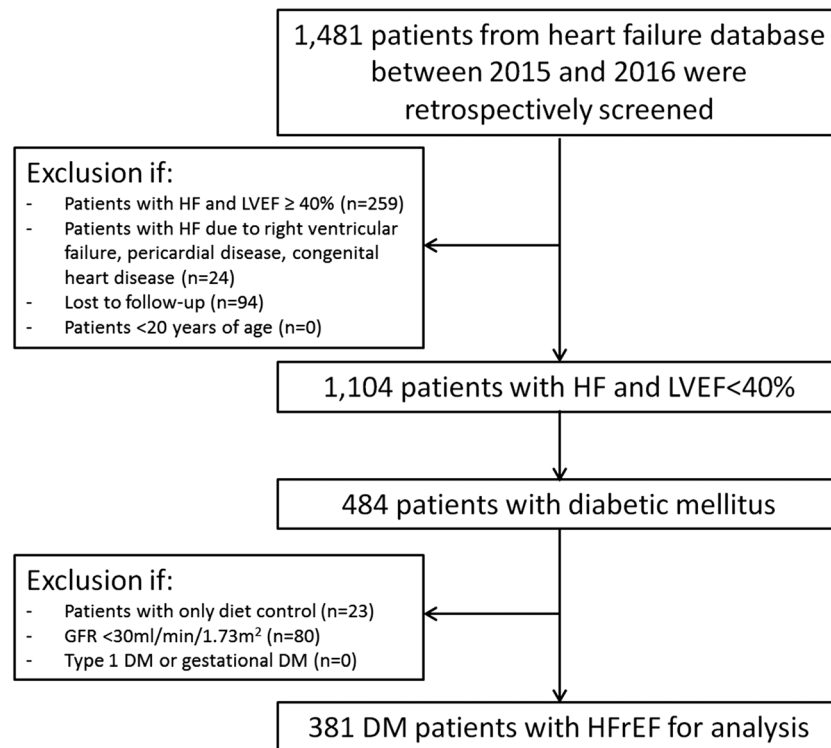 1,481 patients from heart failure database
between 2015 and 2016 were
retrospectively screened
Exclusion if:
- Patients with HF and LVEF ≥ 40% (n=259)
- Patients with HF due to right ventricular
failure, pericardial disease, congenital
heart disease (n=24)
- Lost to follow-up (n=94)
- Patients <20 years of age (n=0)
1,104 patients with HF and LVEF<40%
484 patients with diabetic mellitus
Exclusion if:
- Patients with only diet control (n=23)
- GFR <30ml/min/1.73m² (n=80)
- Type 1 DM or gestational DM (n=0)
381 DM patients with HFrEF for analysis